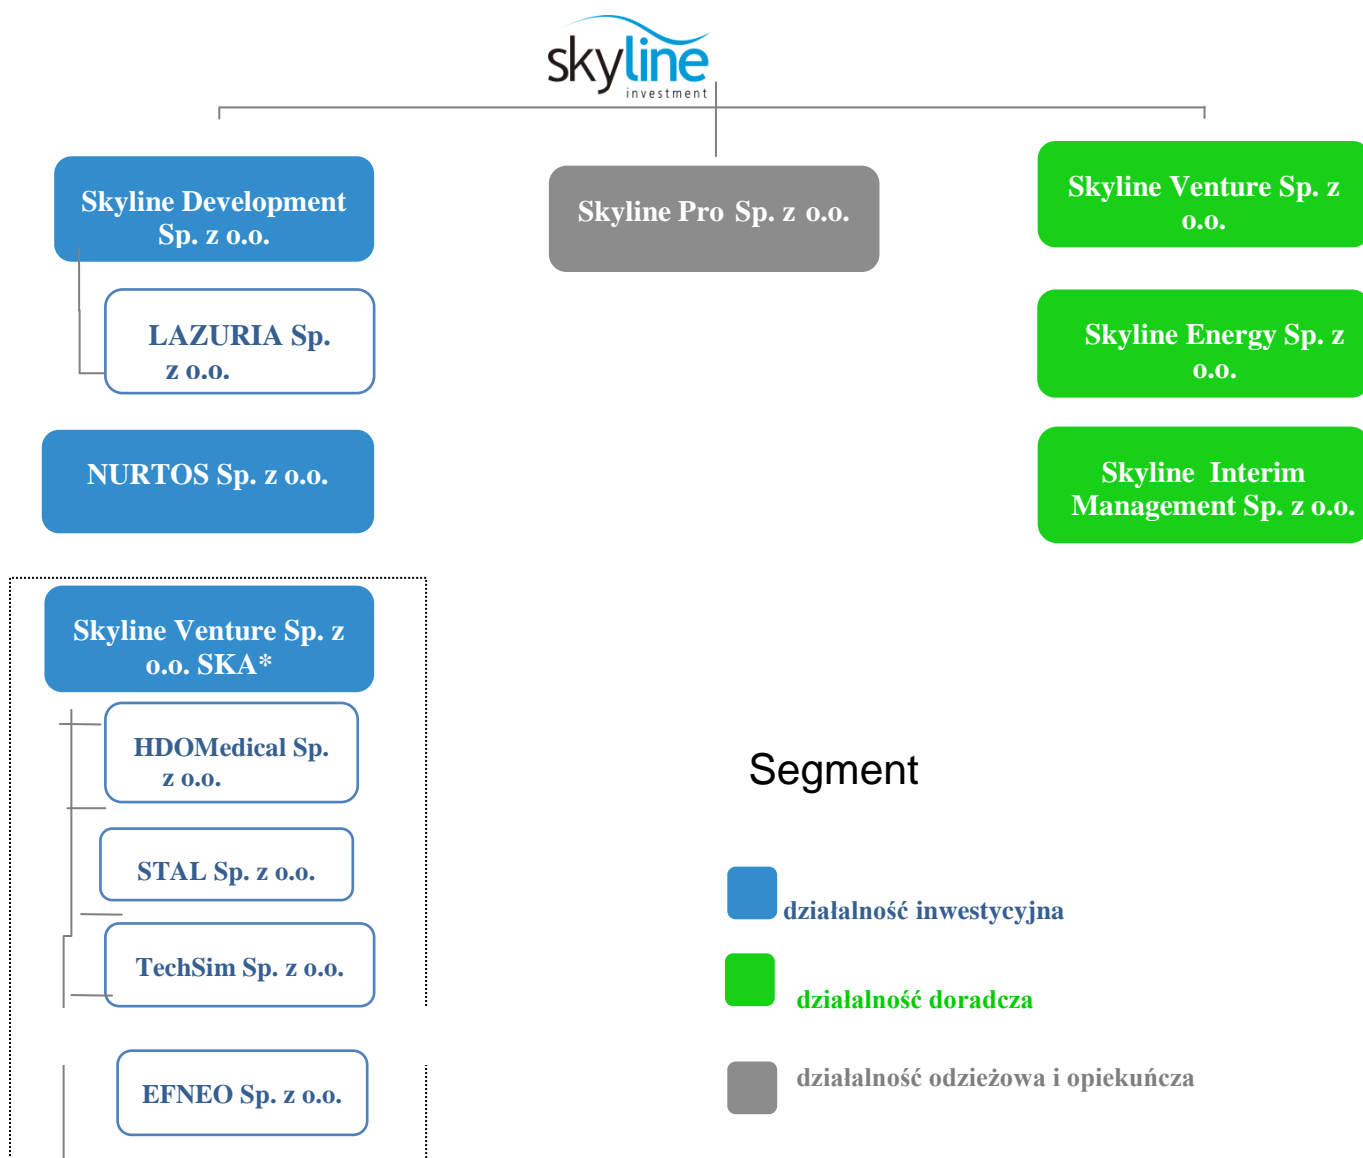 skyline
investment
Skyline Development
Sp. z o.o.
Skyline Pro Sp. z o.o.
Skyline Venture Sp. z
o.o.
LAZURIA Sp.
z o.o.
Skyline Energy Sp. z
o.o.
NURTOS Sp. z o.o.
Skyline Interim
Management Sp. z o.o.
Skyline Venture Sp. z
o.o. SKA*
HDOMedical Sp.
z o.o.
STAL Sp. z o.o.
TechSim Sp. z o.o.
EFNEO Sp. z o.o.
Segment
działalność inwestycyjna
działalność doradcza
działalność odzieżowa i opiekuńcza